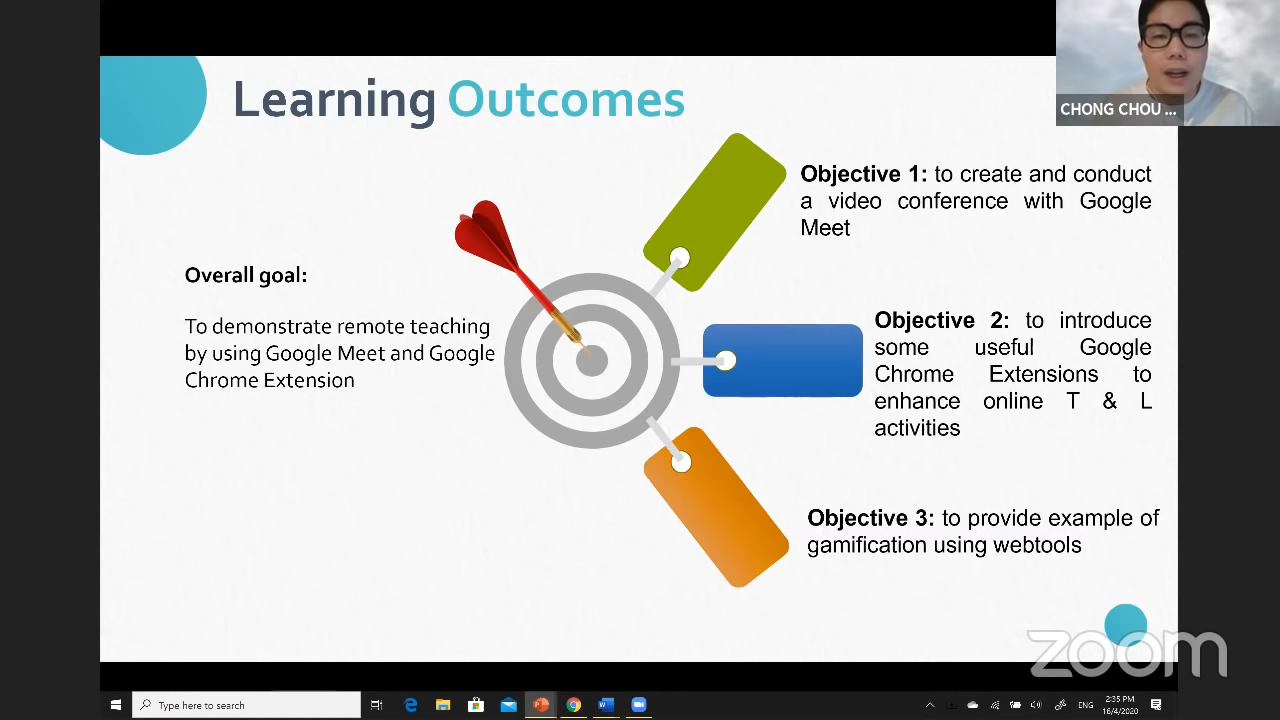 Learning Outcomes
CHONG CHOU ...
Objective 1: to create and conduct
a video conference with Google
Meet
Overall goal:
To demonstrate remote teaching
by using Google Meet and Google
Chrome Extension
Objective 2: to introduce
some useful Google
Chrome Extensions to
enhance online T & L
activities
Objective 3: to provide example of
gamification using webtools
zoom
Type here to search
ENG
2:35 PM
16/4/2020